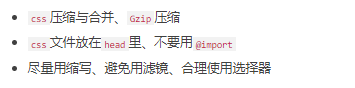 css 压缩与合并、Gzip 压缩
css 文件放在 head 里、不要用 @import
尽量用缩写、避免用滤镜、合理使用选择器